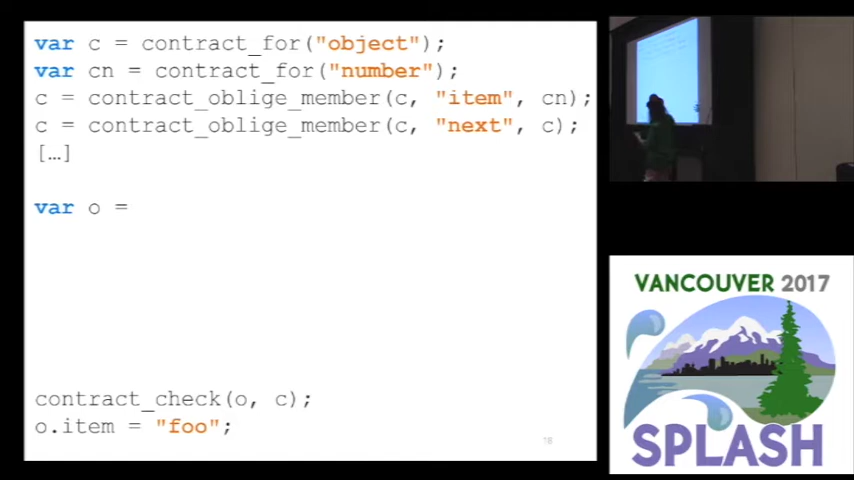 var c = contract_for("object");
var cn = contract_for("number");
c = contract_oblige_member(c, "item", cn);
c = contract_oblige_member(c, "next", c);
[…]
var o =
contract_check(o, c);
o.item = "foo";
18
VANCOUVER 2017
SPLASH